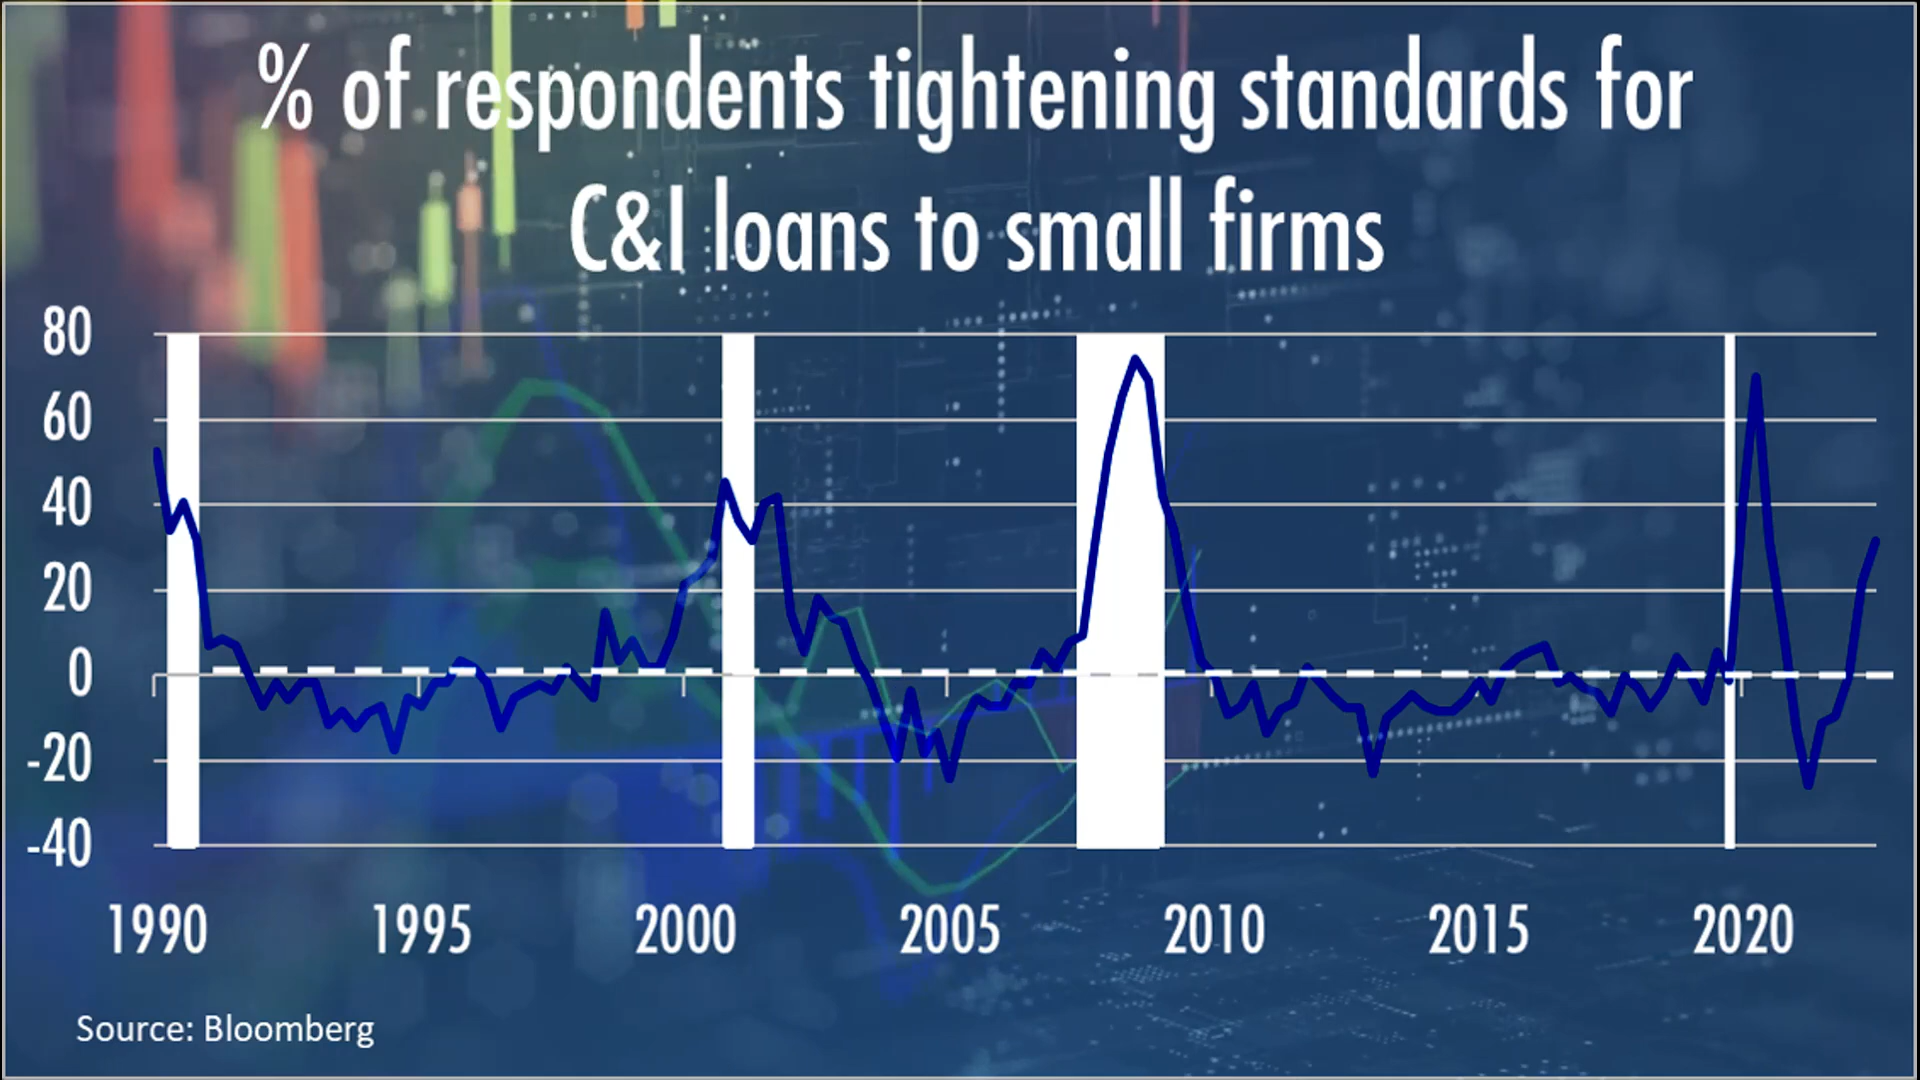 % of respondents tightening standards for
C&I loans to small firms
80
60
40
20
0
-20
-40
1990 1995 2000 2005 2010 2015 2020
Source: Bloomberg